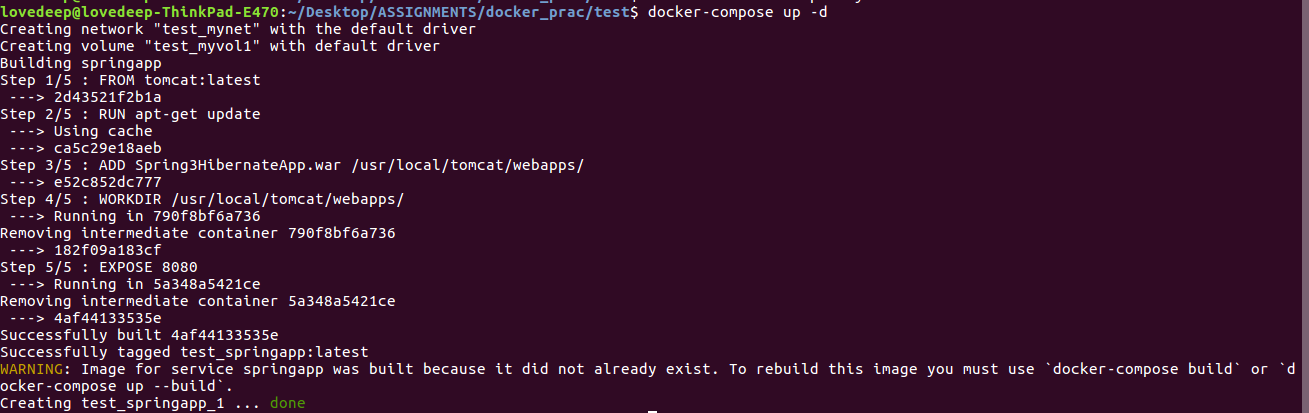 lovedeep@lovedeep-ThinkPad-E470:~/Desktop/ASSIGNMENTS/docker_prac/test$ docker-compose up -d
Creating network "test_mynet" with the default driver
Creating volume "test_myvol1" with default driver
Building springapp
Step 1/5 : FROM tomcat:latest
 ---> 2d43521f2b1a
Step 2/5 : RUN apt-get update
 ---> Using cache
 ---> ca5c29e18aeb
Step 3/5 : ADD Spring3HibernateApp.war /usr/local/tomcat/webapps/
 ---> e52c852dc777
Step 4/5 : WORKDIR /usr/local/tomcat/webapps/
 ---> Running in 790f8bf6a736
Removing intermediate container 790f8bf6a736
 ---> 182f09a183cf
Step 5/5 : EXPOSE 8080
 ---> Running in 5a348a5421ce
Removing intermediate container 5a348a5421ce
 ---> 4af44133535e
Successfully built 4af44133535e
Successfully tagged test_springapp:latest
WARNING: Image for service springapp was built because it did not already exist. To rebuild this image you must use `docker-compose build` or `d
ocker-compose up --build`.
Creating test_springapp_1 ... done